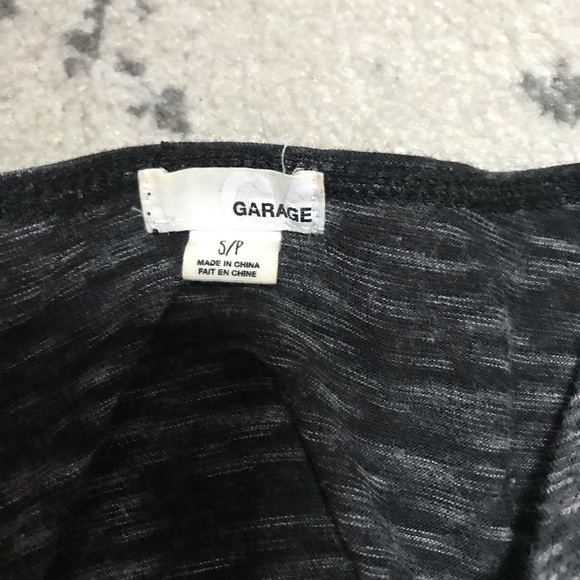 GARAGE
S/P
MADE IN CHINA
FAIT EN CHINE